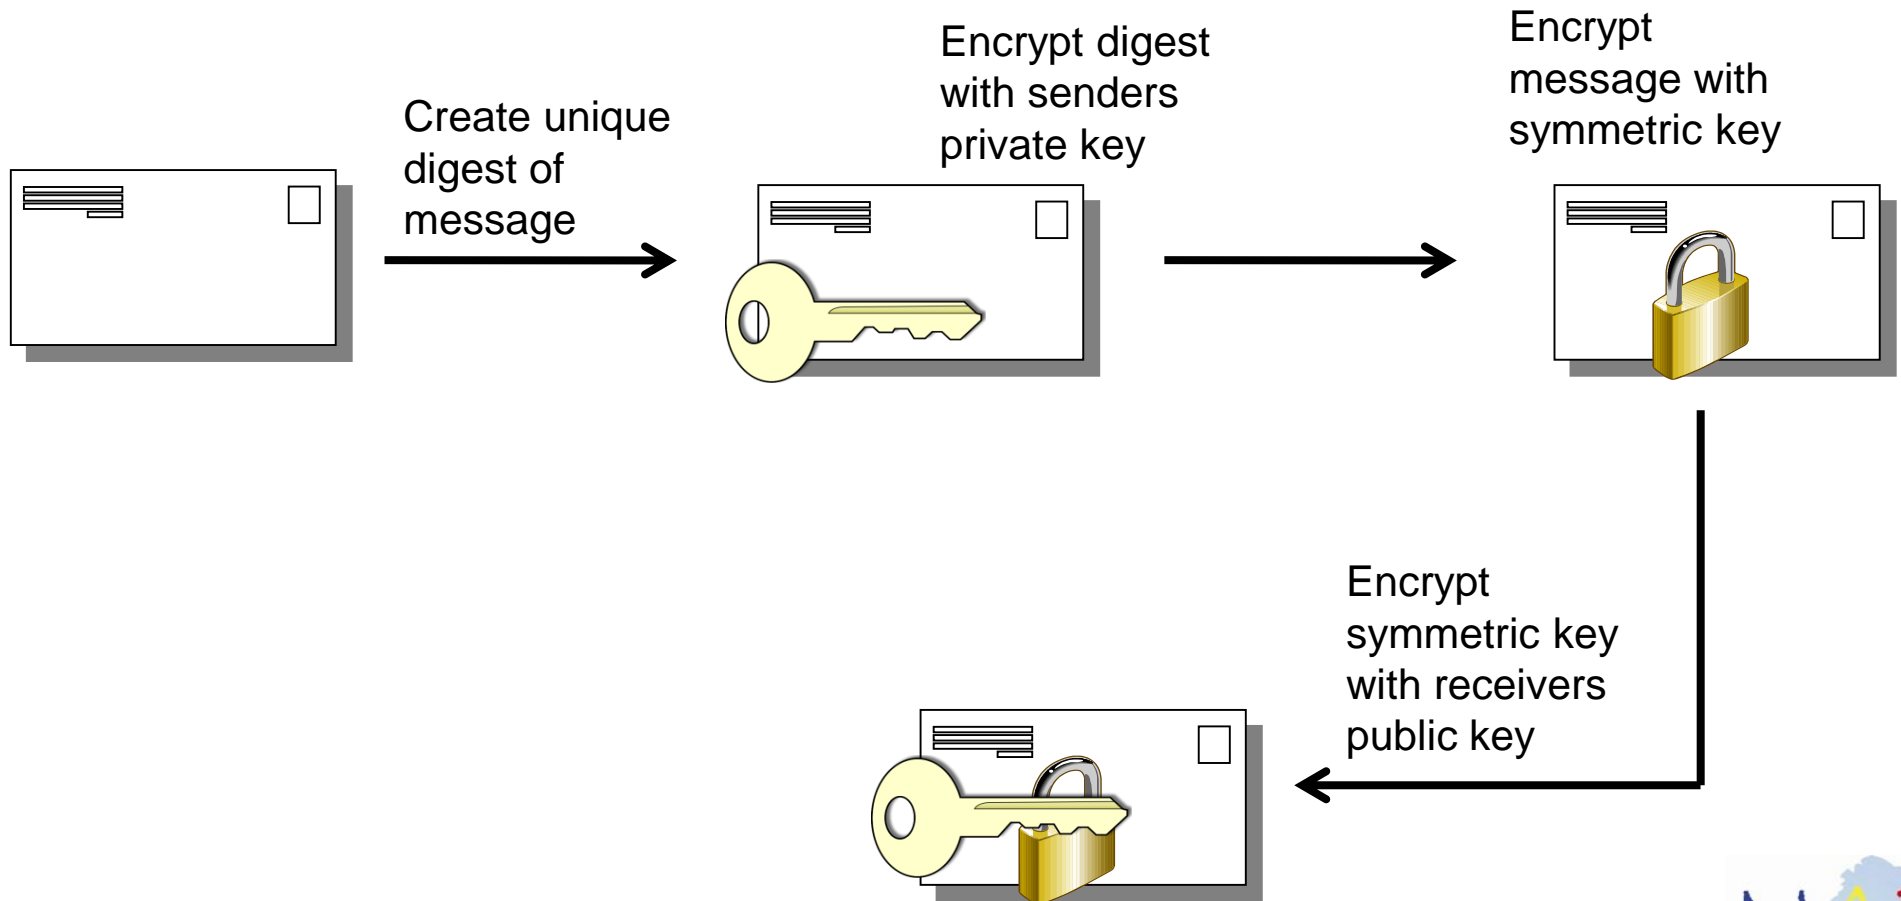 Create unique
digest of
message
Encrypt digest
with senders
private key
Encrypt
message with
symmetric key
Encrypt
symmetric key
with receivers
public key